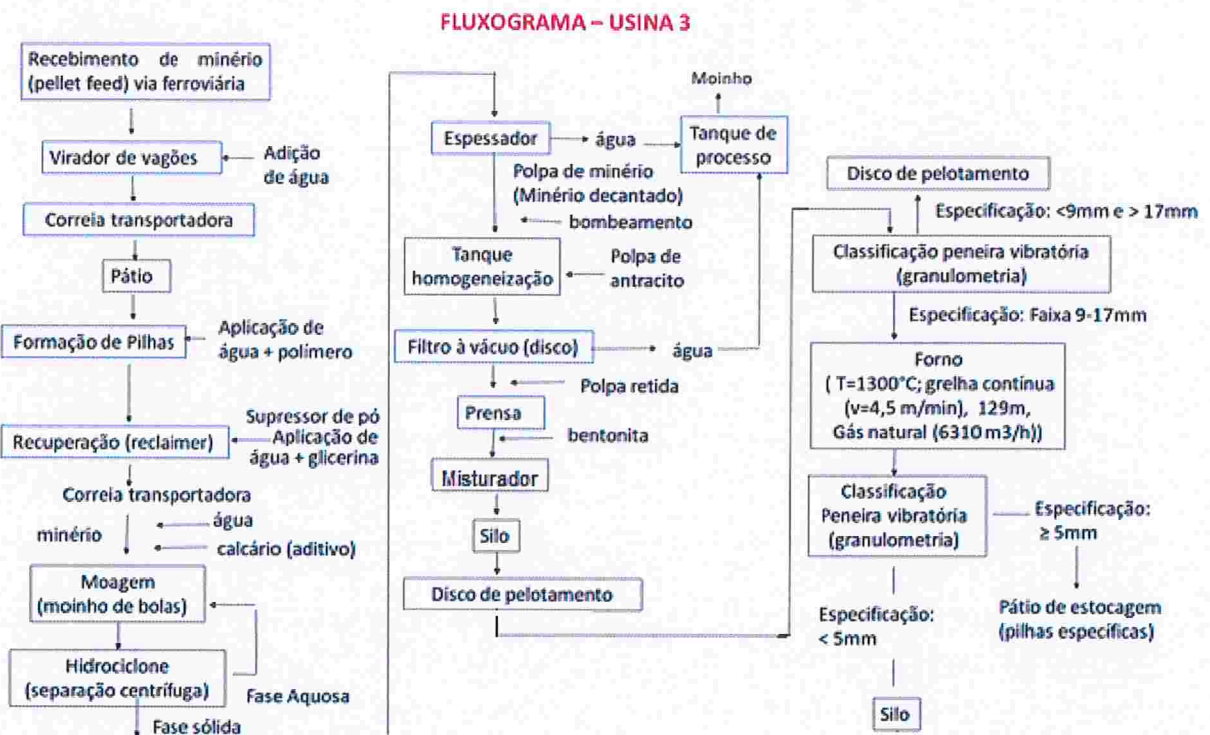 FLUXOGRAMA – USINA 3
Recebimento de minério
(pellet feed) via ferroviária
Virador de vagões
Adição
de água
Correia transportadora
Pátio
Formação de Pilhas
Aplicação de
água + polímero
Recuperação (reclaimer)
Supressor de pó
Aplicação de
água + glicerina
Correia transportadora
minério
água
calcário (aditivo)
Moagem
(moinho de bolas)
Hidrociclone
(separação centrífuga)
Fase Aquosa
Fase sólida
Espessador
água
Moinho
Tanque de
processo
Polpa de minério
(Minério decantado)
bombeamento
Tanque
homogeneização
Polpa de
antracito
Filtro à vácuo (disco)
água
Polpa retida
Prensa
bentonita
Misturador
Silo
Disco de pelotamento
Disco de pelotamento
Especificação: <9mm e > 17mm
Classificação peneira vibratória
(granulometria)
Especificação: Faixa 9-17mm
Forno
( T=1300°C; grelha contínua
(v=4,5 m/min), 129m,
Gás natural (6310 m3/h))
Classificação
Peneira vibratória
(granulometria)
Especificação:
≥ 5mm
Pátio de estocagem
(pilhas específicas)
Especificação:
< 5mm
Silo